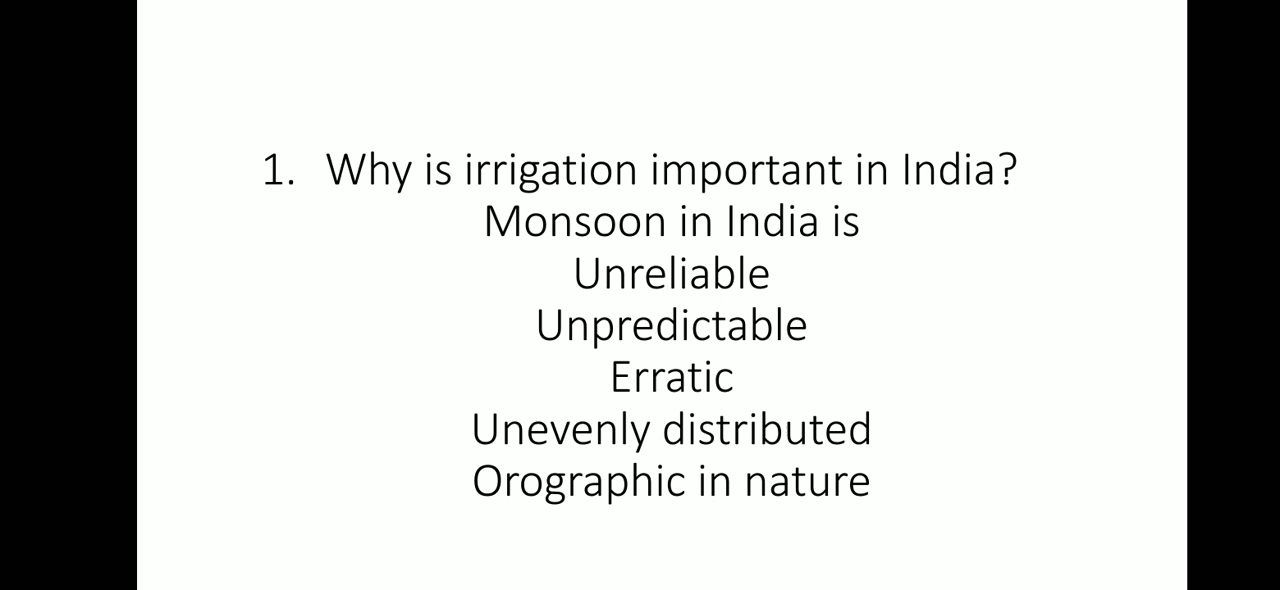 1. Why is irrigation important in India?
Monsoon in India is
Unreliable
Unpredictable
Erratic
Unevenly distributed
Orographic in nature